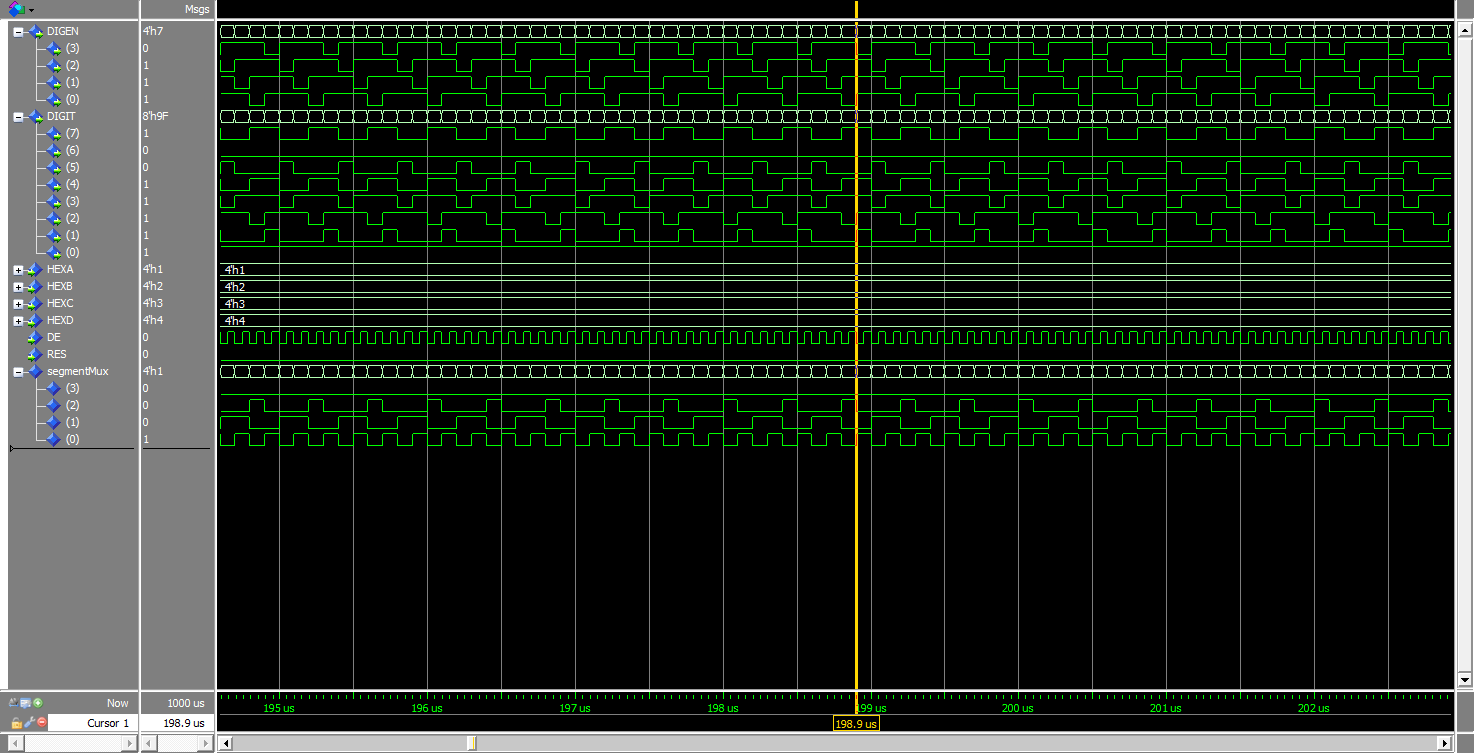 Msgs
DIGEN 4'h7
(3) 0
(2) 1
(1) 1
(0) 1
DIGIT 8'h9F
(7) 1
(6) 0
(5) 0
(4) 1
(3) 1
(2) 1
(1) 1
(0) 1
HEXA 4'h1 4'h1
HEXB 4'h2 4'h2
HEXC 4'h3 4'h3
HEXD 4'h4 4'h4
DE 0
RES 0
segmentMux 4'h1
(3) 0
(2) 0
(1) 0
(0) 1
Now 1000 us 195 us 196 us 197 us 198 us 199 us 200 us 201 us 202 us
Cursor 1 198.9 us 198.9 us